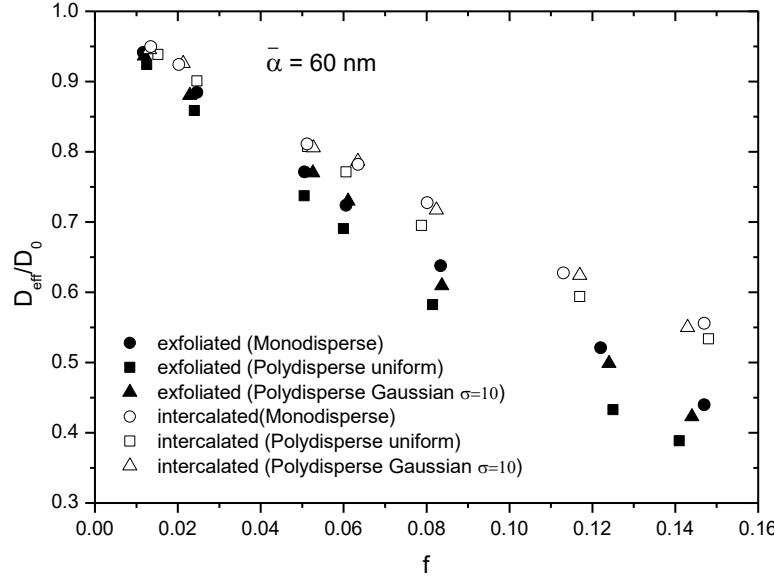 1.0
0.9
0.8
0.7
0.6
0.5
0.4
0.3
D_eff/D_0
ᾱ = 60 nm
exfoliated (Monodisperse)
exfoliated (Polydisperse uniform)
exfoliated (Polydisperse Gaussian σ=10)
intercalated(Monodisperse)
intercalated (Polydisperse uniform)
intercalated (Polydisperse Gaussian σ=10)
0.00 0.02 0.04 0.06 0.08 0.10 0.12 0.14 0.16
f